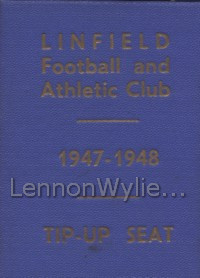 LINFIELD
Football and
Athletic Club
1947-1948
LennonWylie...
TIP-UP SEAT